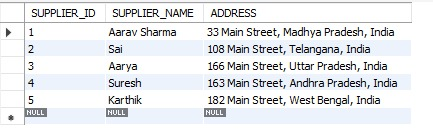 SUPPLIER_ID SUPPLIER_NAME ADDRESS
1 Aarav Sharma 33 Main Street, Madhya Pradesh, India
2 Sai 108 Main Street, Telangana, India
3 Aarya 166 Main Street, Uttar Pradesh, India
4 Suresh 163 Main Street, Andhra Pradesh, India
5 Karthik 182 Main Street, West Bengal, India
NULL NULL NULL